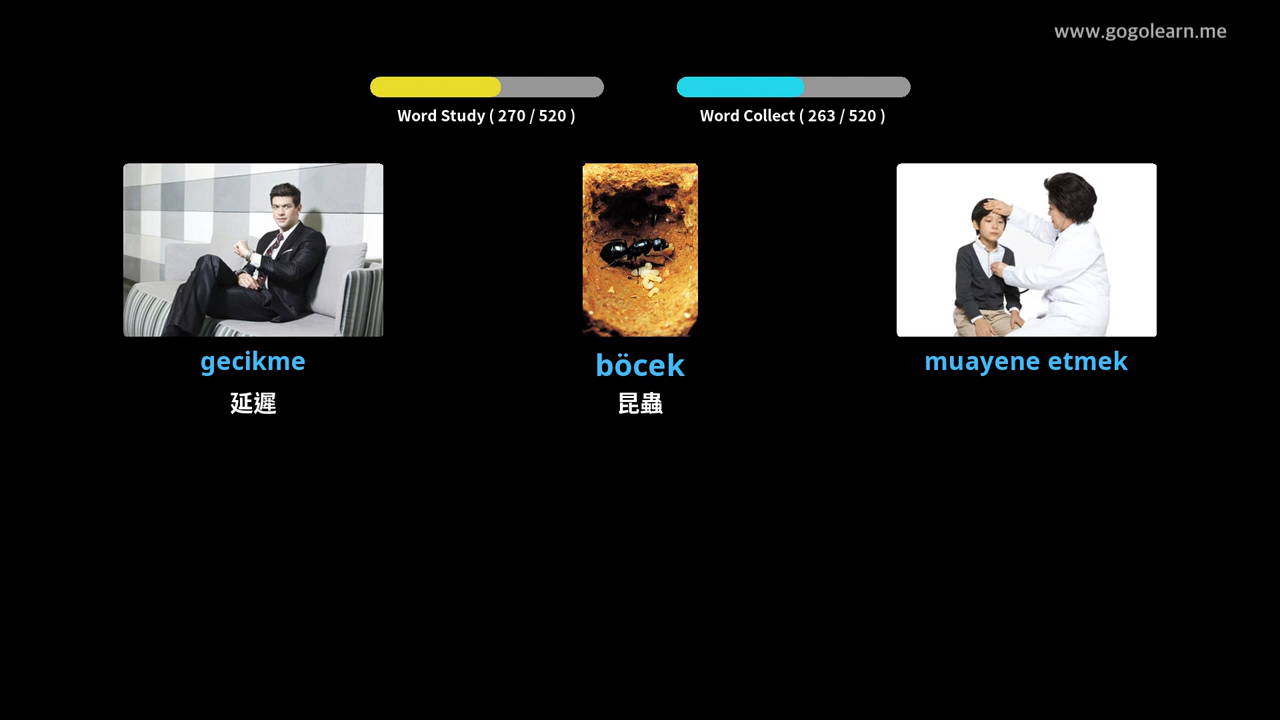 www.gogolearn.me
Word Study ( 270 / 520 )
Word Collect ( 263 / 520 )
gecikme
böcek
muayene etmek
延遲
昆蟲